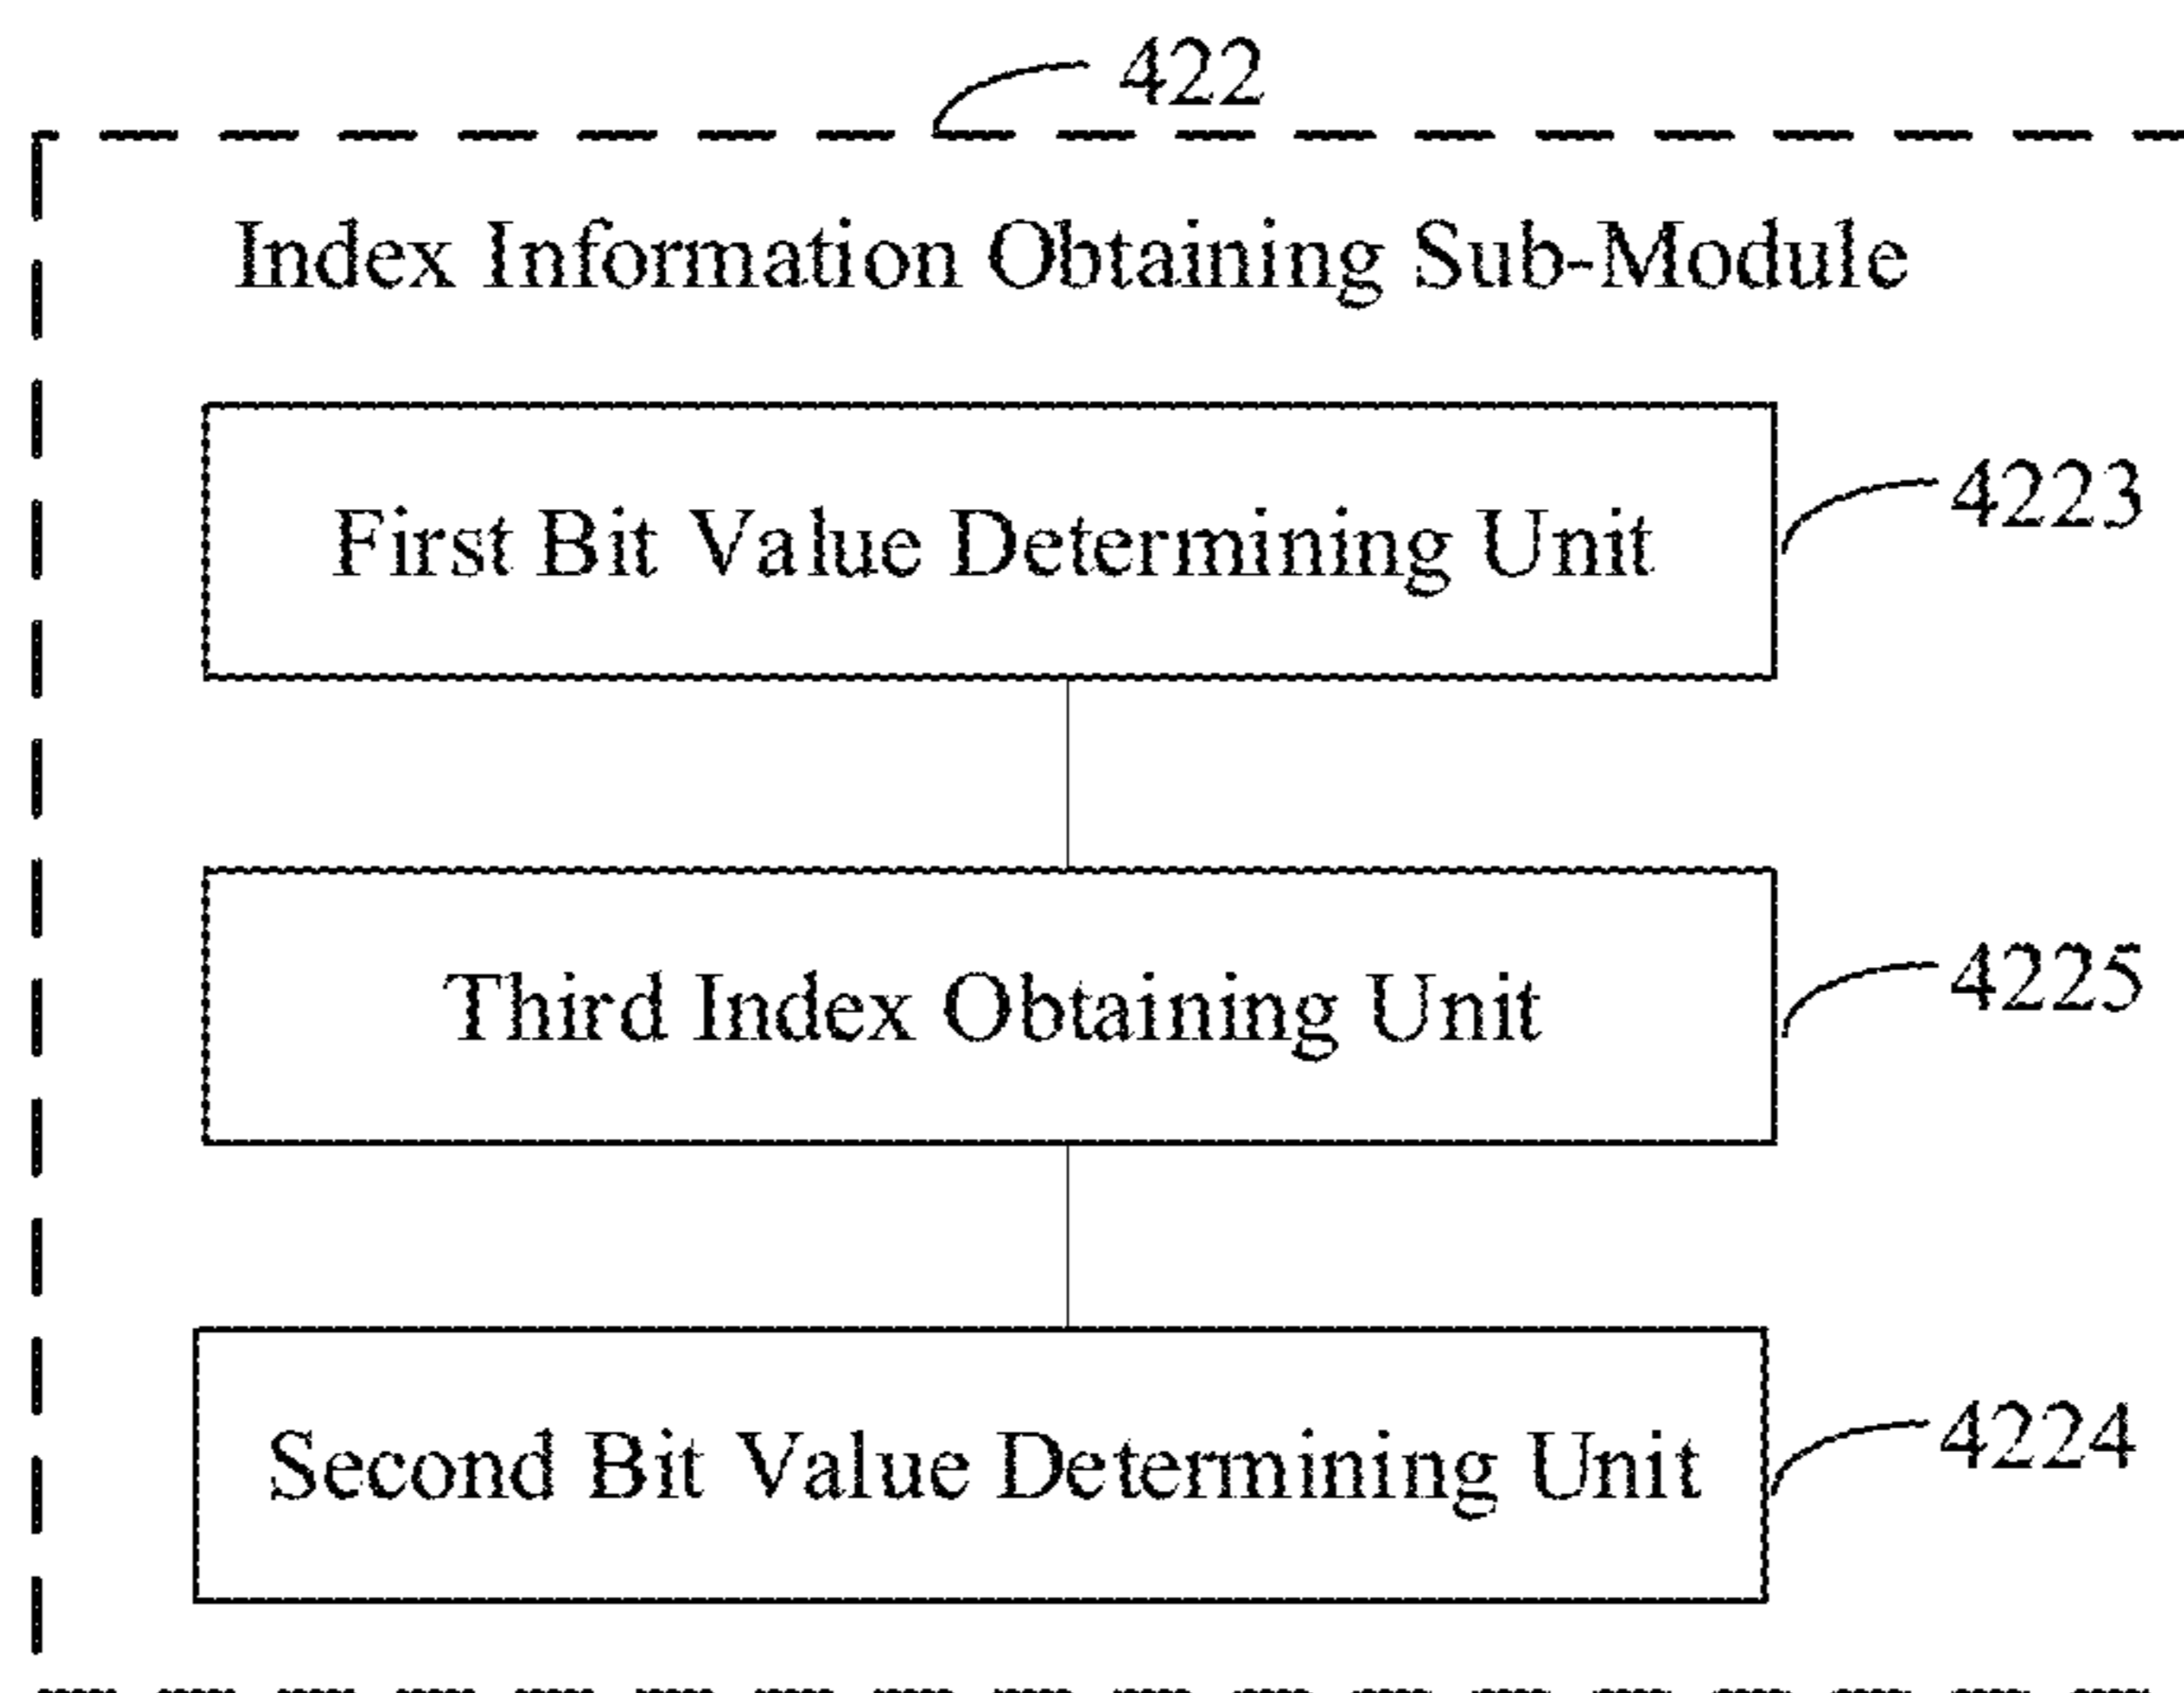 422
Index Information Obtaining Sub-Module
First Bit Value Determining Unit
4223
Third Index Obtaining Unit
4225
Second Bit Value Determining Unit
4224